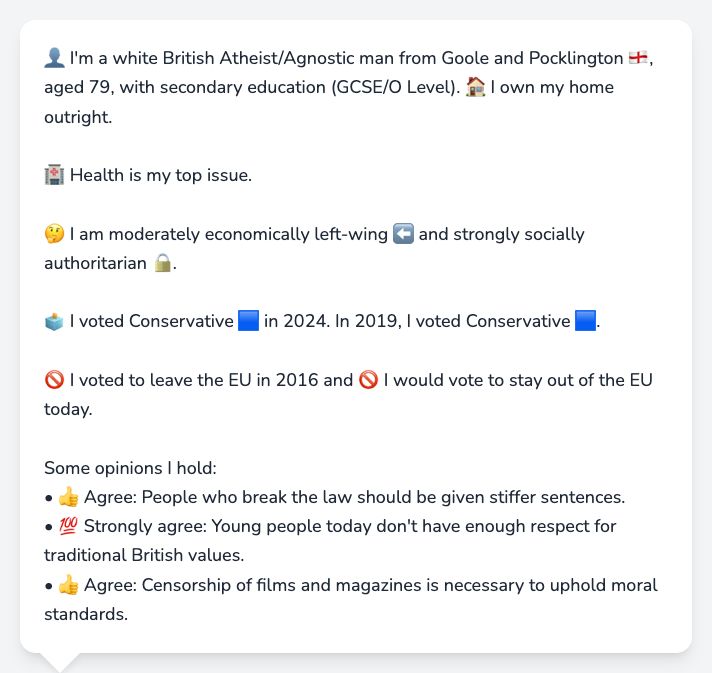 👤 I'm a white British Atheist/Agnostic man from Goole and Pocklington 🏴󠁧󠁢󠁥󠁮󠁧󠁿,
aged 79, with secondary education (GCSE/O Level). 🏠 I own my home
outright.
🏥 Health is my top issue.
🤔 I am moderately economically left-wing ⬅️ and strongly socially
authoritarian 🔒.
🗳️ I voted Conservative 🟦 in 2024. In 2019, I voted Conservative 🟦.
🚫 I voted to leave the EU in 2016 and 🚫 I would vote to stay out of the EU
today.
Some opinions I hold:
• 👍 Agree: People who break the law should be given stiffer sentences.
• 💯 Strongly agree: Young people today don't have enough respect for
traditional British values.
• 👍 Agree: Censorship of films and magazines is necessary to uphold moral
standards.